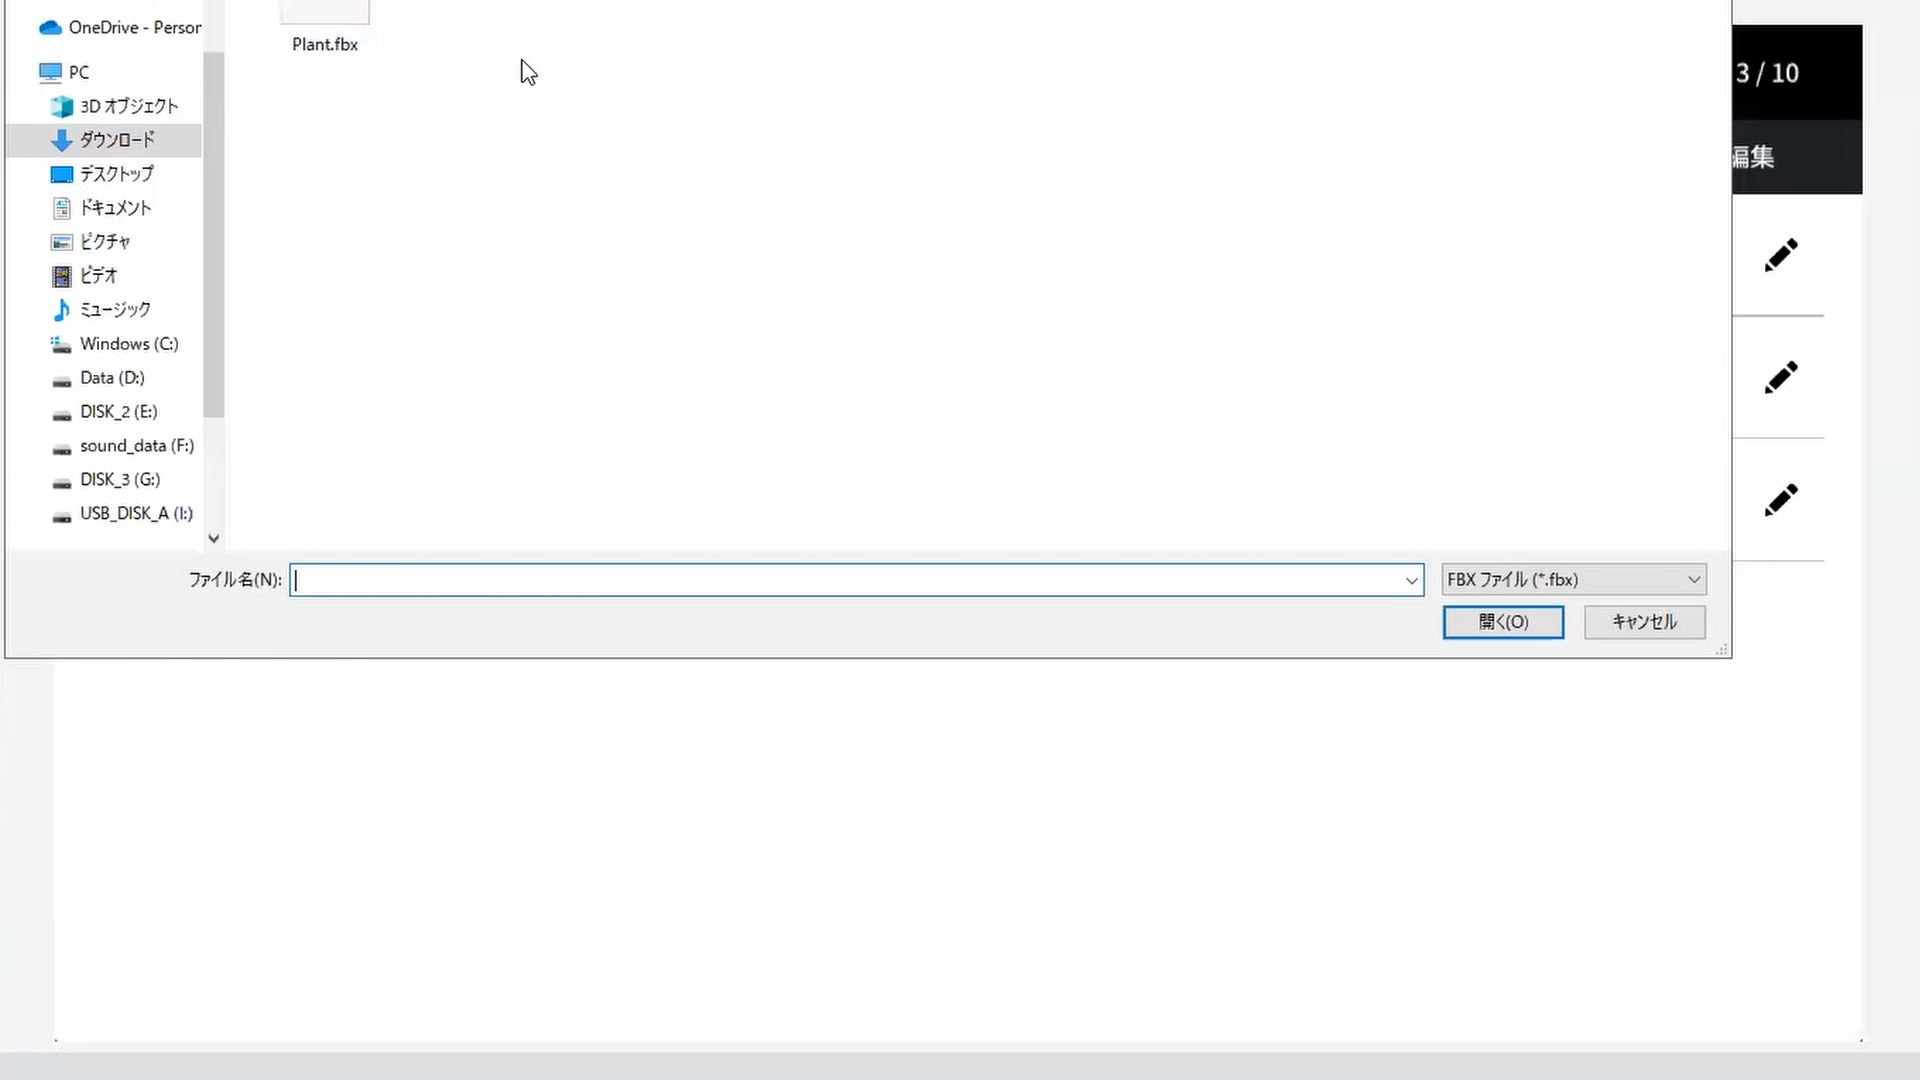 OneDrive - Person
Plant.fbx
PC
3D オブジェクト
ダウンロード
デスクトップ
ドキュメント
ピクチャ
ビデオ
ミュージック
Windows (C:)
Data (D:)
DISK_2 (E:)
sound_data (F:)
DISK_3 (G:)
USB_DISK_A (I:)
3 / 10
編集
ファイル名(N):
FBX ファイル (*.fbx)
開く(O)
キャンセル